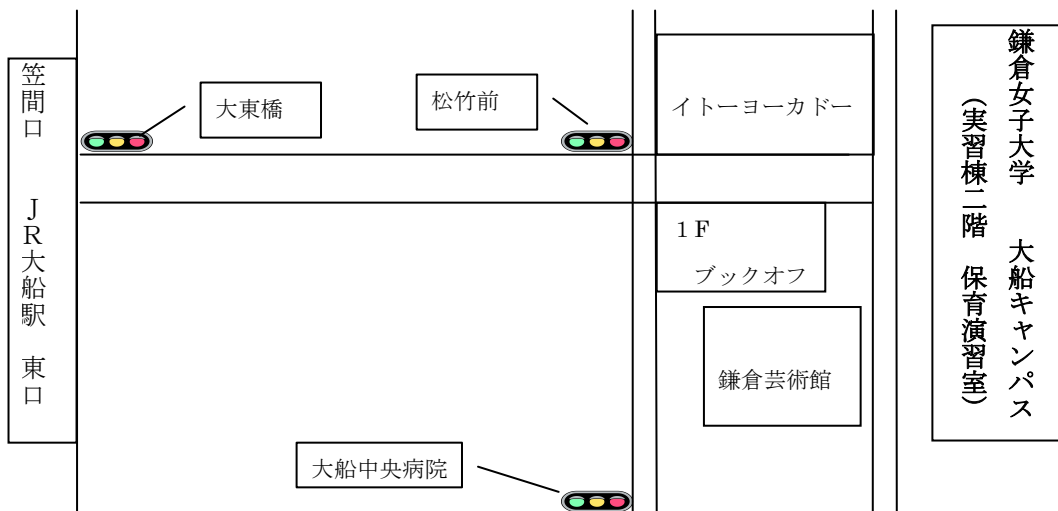 笠間口　ＪＲ大船駅　東口
大東橋
松竹前
イトーヨーカドー
１Ｆ
ブックオフ
鎌倉芸術館
大船中央病院
鎌倉女子大学　大船キャンパス
（実習棟二階　保育演習室）